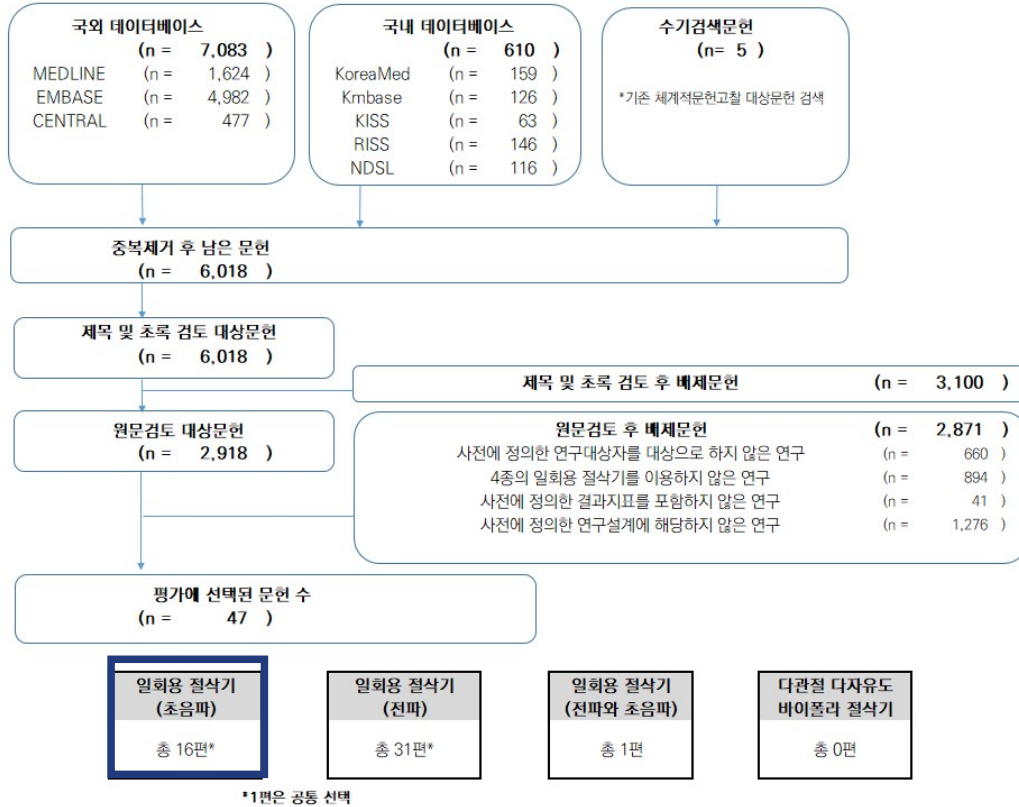 국외 데이터베이스
(n = 7,083 )
MEDLINE (n = 1,624 )
EMBASE (n = 4,982 )
CENTRAL (n = 477 )
국내 데이터베이스
(n = 610 )
KoreaMed (n = 159 )
Kmbase (n = 126 )
KISS (n = 63 )
RISS (n = 146 )
NDSL (n = 116 )
수기검색문헌
(n= 5 )
*기존 체계적문헌고찰 대상문헌 검색
중복제거 후 남은 문헌
(n = 6,018 )
제목 및 초록 검토 대상문헌
(n = 6,018 )
제목 및 초록 검토 후 배제문헌 (n = 3,100 )
원문검토 대상문헌
(n = 2,918 )
원문검토 후 배제문헌 (n = 2,871 )
사전에 정의한 연구대상자를 대상으로 하지 않은 연구 (n = 660 )
4종의 일회용 절삭기를 이용하지 않은 연구 (n = 894 )
사전에 정의한 결과지표를 포함하지 않은 연구 (n = 41 )
사전에 정의한 연구설계에 해당하지 않은 연구 (n = 1,276 )
평가에 선택된 문헌 수
(n = 47 )
일회용 절삭기
(초음파)
총 16편*
일회용 절삭기
(전파)
총 31편*
일회용 절삭기
(전파와 초음파)
총 1편
다관절 다자유도
바이폴라 절삭기
총 0편
*1편은 공통 선택